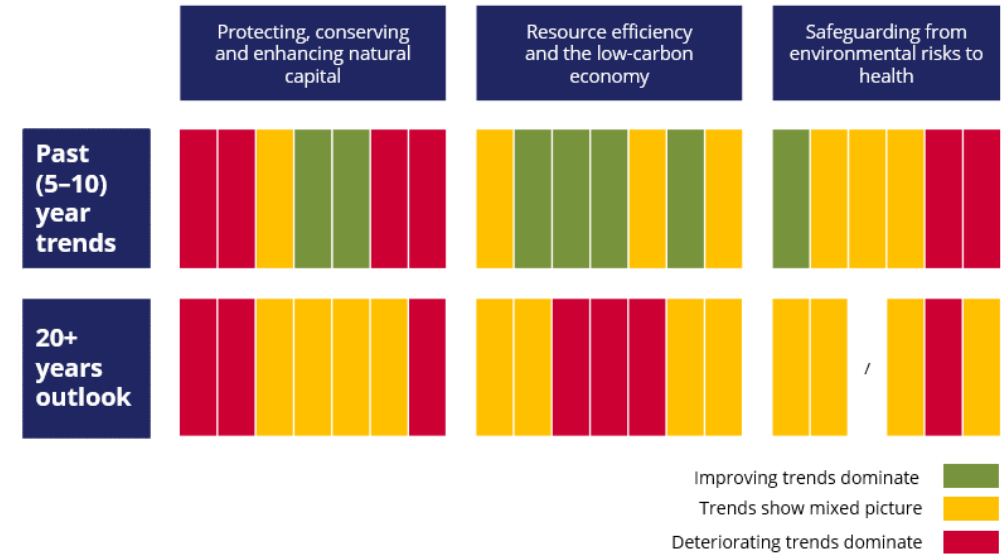 Protecting, conserving
and enhancing natural
capital
Resource efficiency
and the low-carbon
economy
Safeguarding from
environmental risks to
health
Past
(5–10)
year
trends
20+
years
outlook
/
Improving trends dominate
Trends show mixed picture
Deteriorating trends dominate